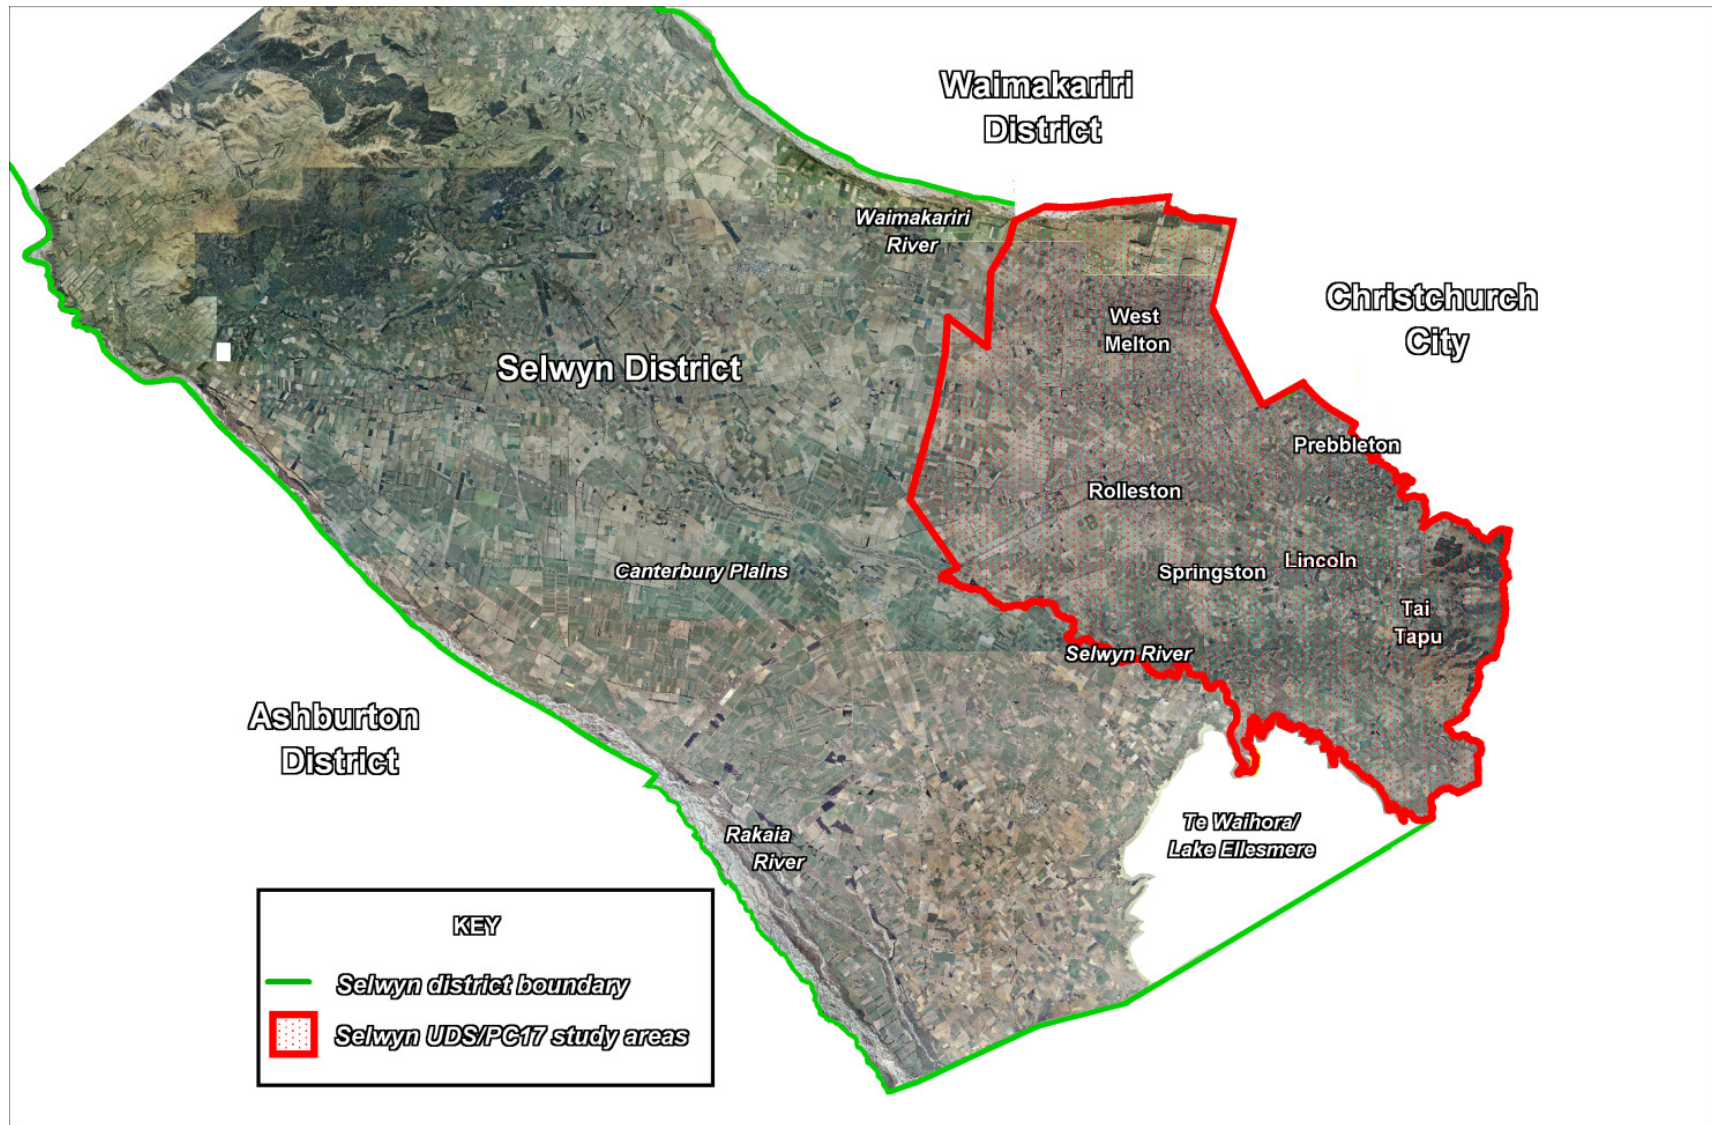 Waimakariri
District
Waimakariri
River
Christchurch
City
West
Melton
Selwyn District
Prebbleton
Rolleston
Canterbury Plains
Springston
Lincoln
Tai
Tapu
Selwyn River
Ashburton
District
Te Waihora/
Lake Ellesmere
Rakaia
River
KEY
Selwyn district boundary
Selwyn UDS/PC17 study areas